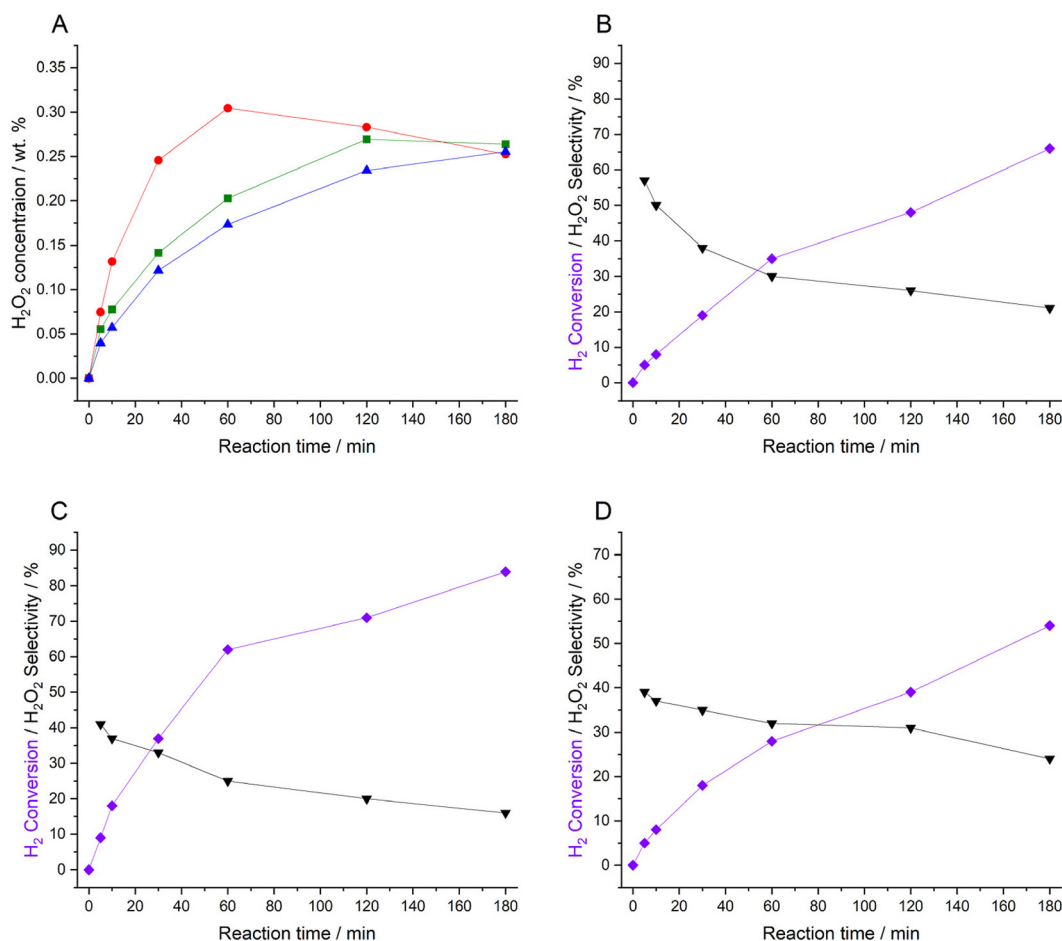 A
H₂O₂ concentraion / wt. %
0.35
0.30
0.25
0.20
0.15
0.10
0.05
0.00
0 20 40 60 80 100 120 140 160 180
Reaction time / min
B
H₂ Conversion / H₂O₂ Selectivity / %
90
80
70
60
50
40
30
20
10
0
0 20 40 60 80 100 120 140 160 180
Reaction time / min
C
H₂ Conversion / H₂O₂ Selectivity / %
90
80
70
60
50
40
30
20
10
0
0 20 40 60 80 100 120 140 160 180
Reaction time / min
D
H₂ Conversion / H₂O₂ Selectivity / %
70
60
50
40
30
20
10
0
0 20 40 60 80 100 120 140 160 180
Reaction time / min